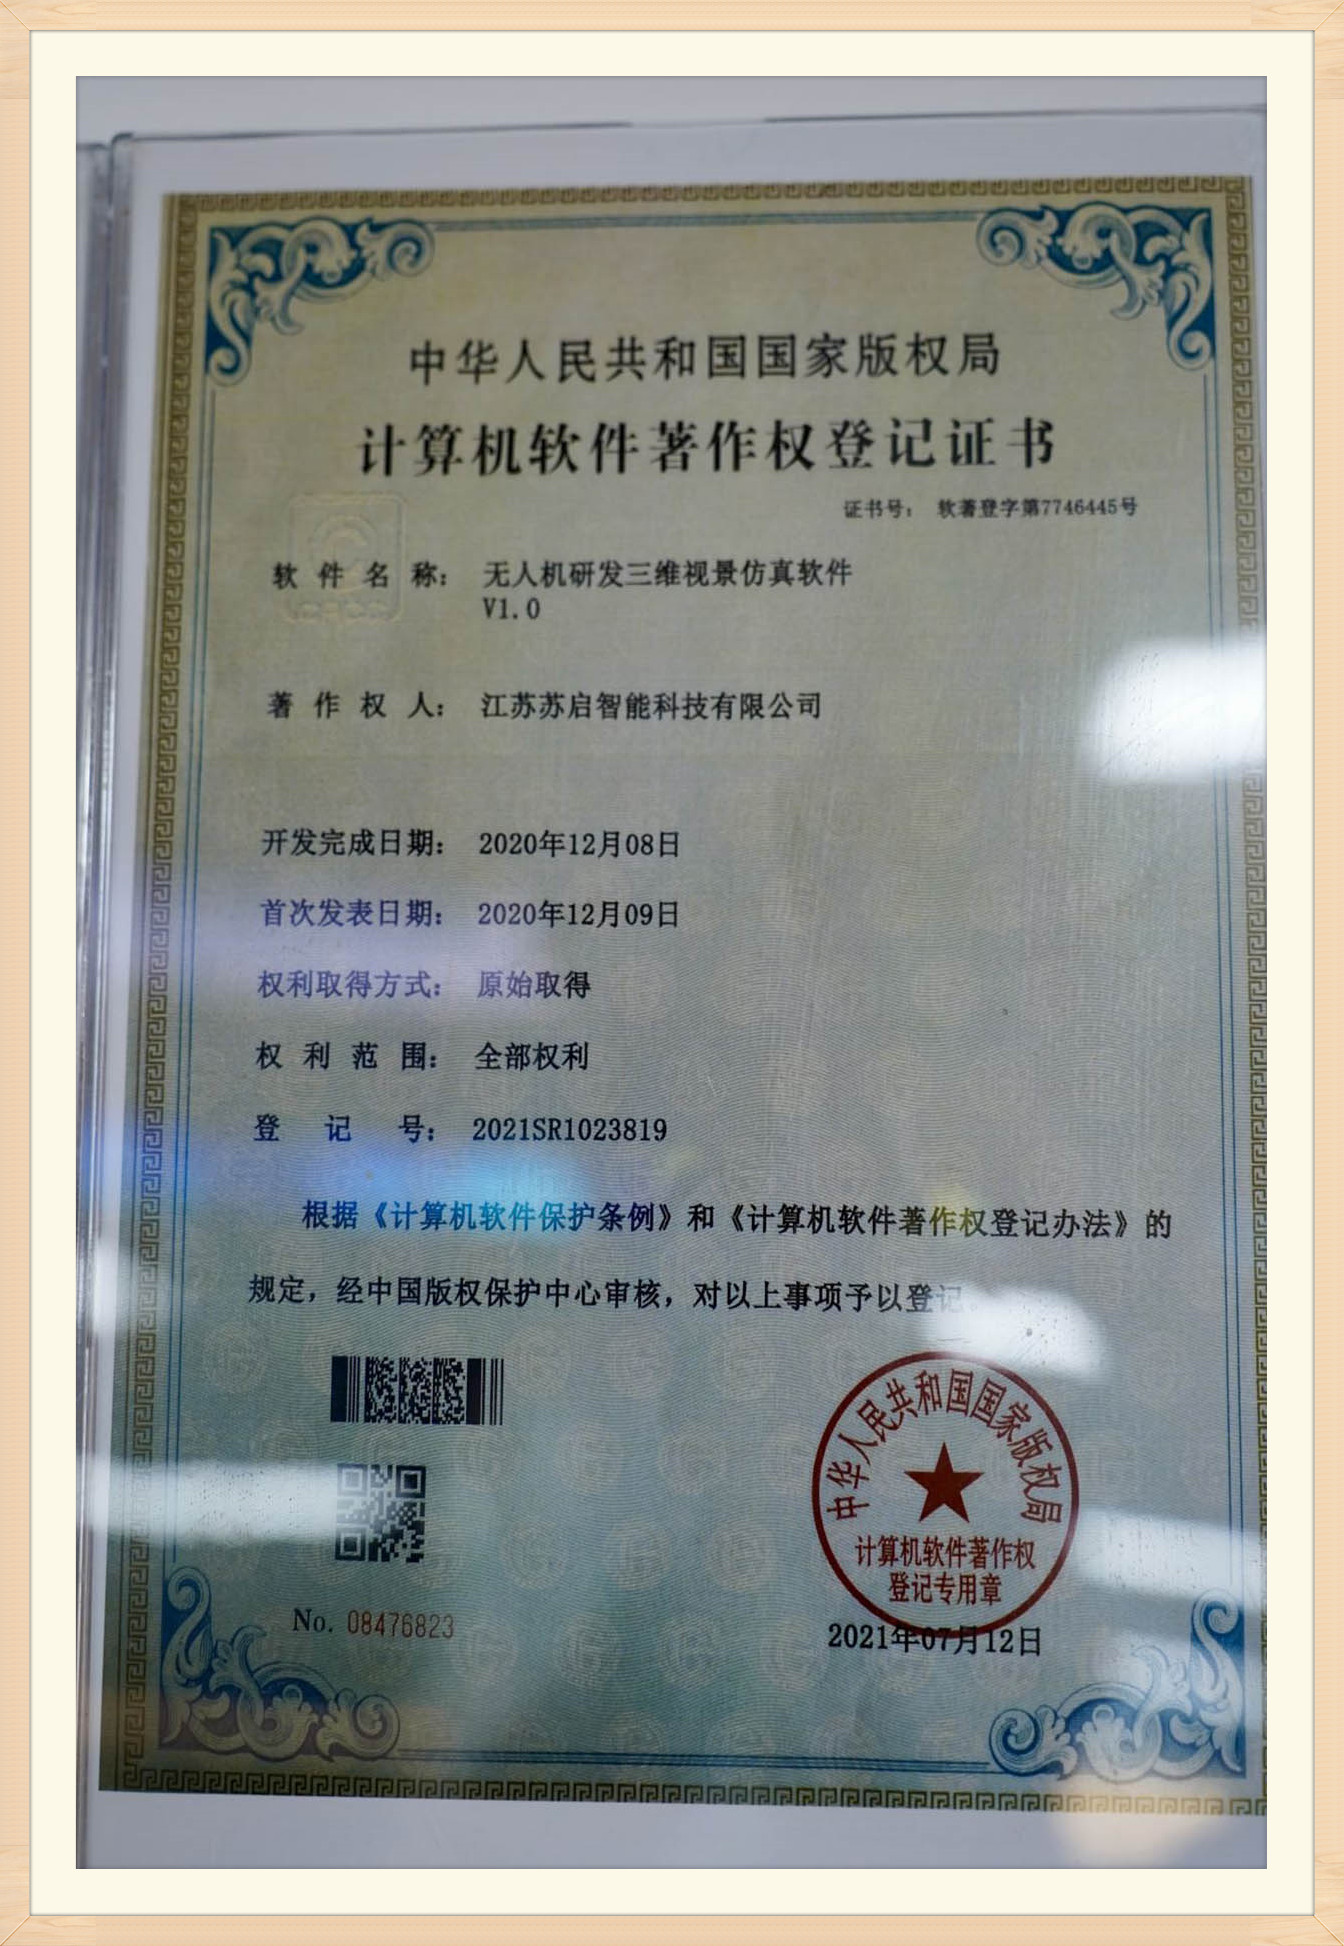 中华人民共和国国家版权局
计算机软件著作权登记证书
证书号： 软著登字第7746445号
软件名称： 无人机研发三维视景仿真软件
V1.0
著作权人： 江苏苏启智能科技有限公司
开发完成日期： 2020年12月08日
首次发表日期： 2020年12月09日
权利取得方式： 原始取得
权利范围： 全部权利
登记号： 2021SR1023819
根据《计算机软件保护条例》和《计算机软件著作权登记办法》的
规定，经中国版权保护中心审核，对以上事项予以登记。
中华人民共和国国家版权局
计算机软件著作权
登记专用章
No. 08476823
2021年07月12日